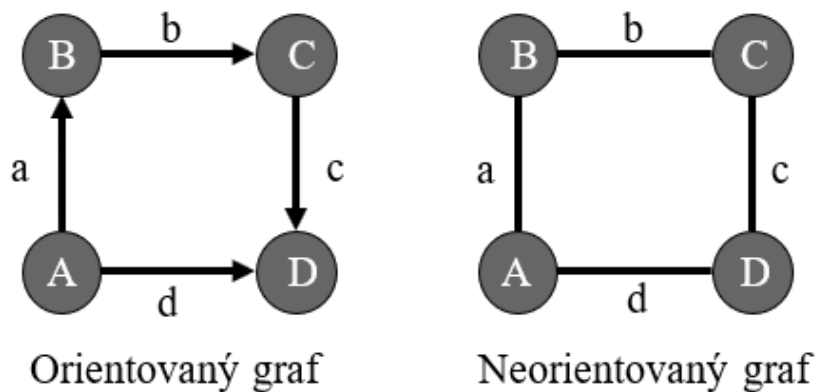 b
B C
a c
A D
d
Orientovaný graf
b
B C
a c
A D
d
Neorientovaný graf